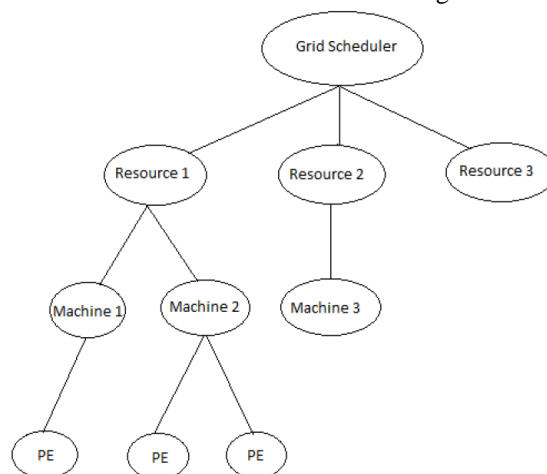 Grid Scheduler
Resource 1
Resource 2
Resource 3
Machine 1
Machine 2
Machine 3
PE
PE
PE